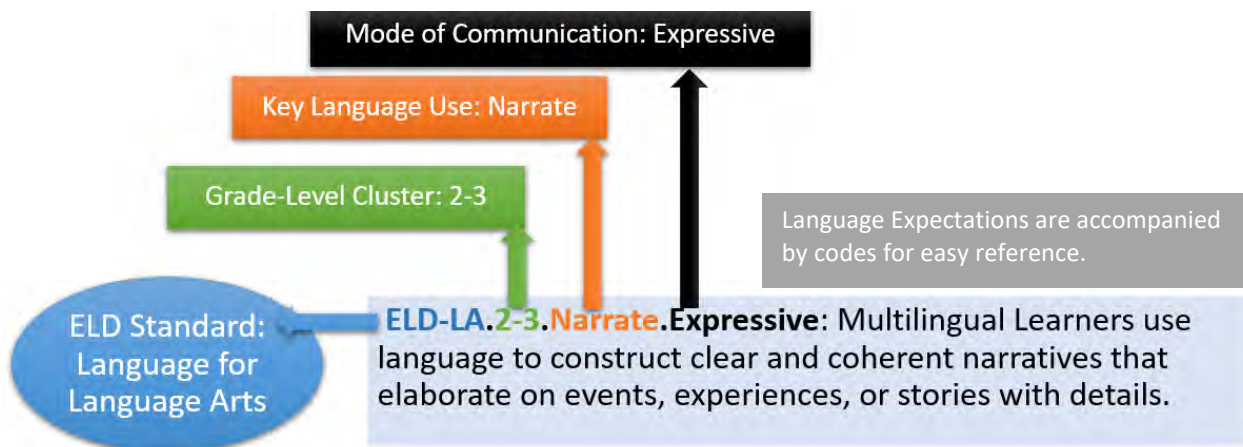 Mode of Communication: Expressive
Key Language Use: Narrate
Grade-Level Cluster: 2-3
Language Expectations are accompanied
by codes for easy reference.
ELD Standard:
Language for
Language Arts
ELD-LA.2-3.Narrate.Expressive: Multilingual Learners use
language to construct clear and coherent narratives that
elaborate on events, experiences, or stories with details.